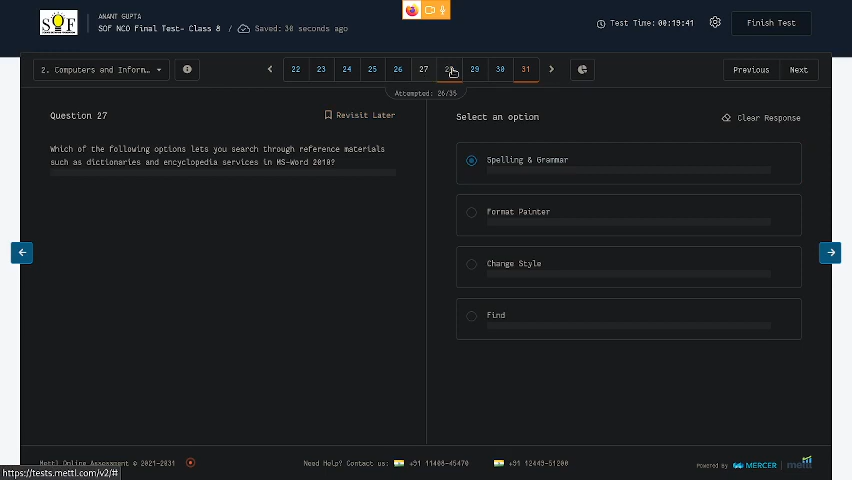 SOF
ANANT GUPTA
SOF NCO Final Test- Class 8
/
Saved: 30 seconds ago
Test Time: 00:19:41
Finish Test
2. Computers and Inform...
22
23
24
25
26
27
28
29
30
31
Previous
Next
Attempted: 26/35
Question 27
Revisit Later
Which of the following options lets you search through reference materials
such as dictionaries and encyclopedia services in MS-Word 2010?
Select an option
Clear Response
Spelling & Grammar
Format Painter
Change Style
Find
Mettl Online Assessment © 2021-2031
Need Help? Contact us:
+91 11408-45470
+91 12449-51200
Powered by
MERCER
mettl
https://tests.mettl.com/v2/#